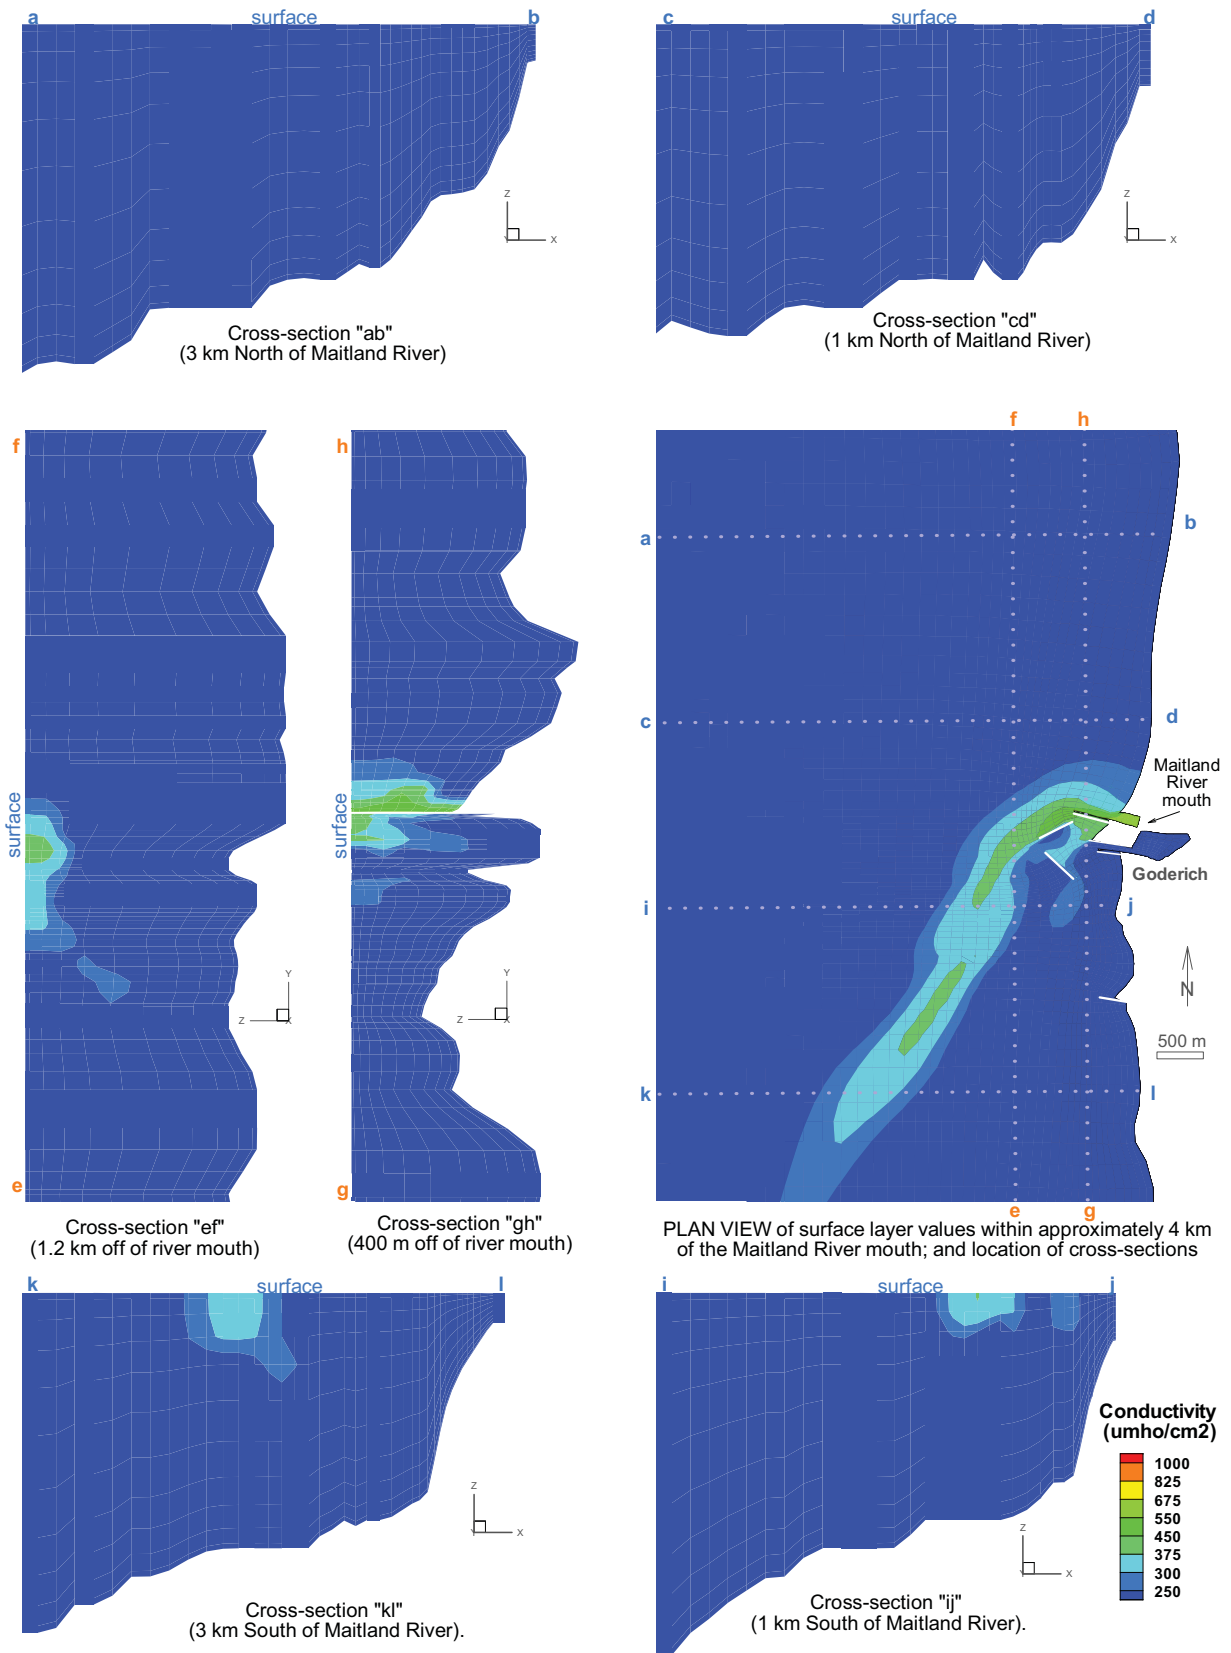 a surface b
c surface d
Z
X
Z
Y
X
Cross-section "ab"
(3 km North of Maitland River)
Cross-section "cd"
(1 km North of Maitland River)
f
h
f h
b
a
c
d
surface
surface
Maitland
River
mouth
Goderich
i
j
Y
Z
X
Y
Z
X
N
500 m
k
l
e
g
e g
Cross-section "ef"
(1.2 km off of river mouth)
Cross-section "gh"
(400 m off of river mouth)
PLAN VIEW of surface layer values within approximately 4 km
of the Maitland River mouth; and location of cross-sections
k surface l
i surface j
Z
Y
X
Z
X
Conductivity
(umho/cm2)
1000
825
675
550
450
375
300
250
Cross-section "kl"
(3 km South of Maitland River).
Cross-section "ij"
(1 km South of Maitland River).